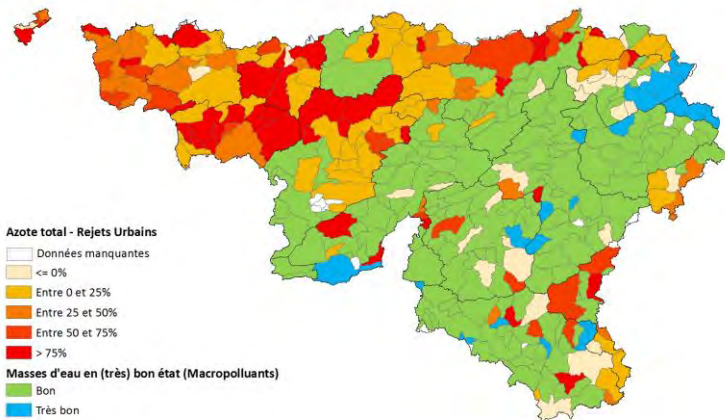 Azote total - Rejets Urbains
Données manquantes
<= 0%
Entre 0 et 25%
Entre 25 et 50%
Entre 50 et 75%
> 75%
Masses d'eau en (très) bon état (Macropolluants)
Bon
Très bon